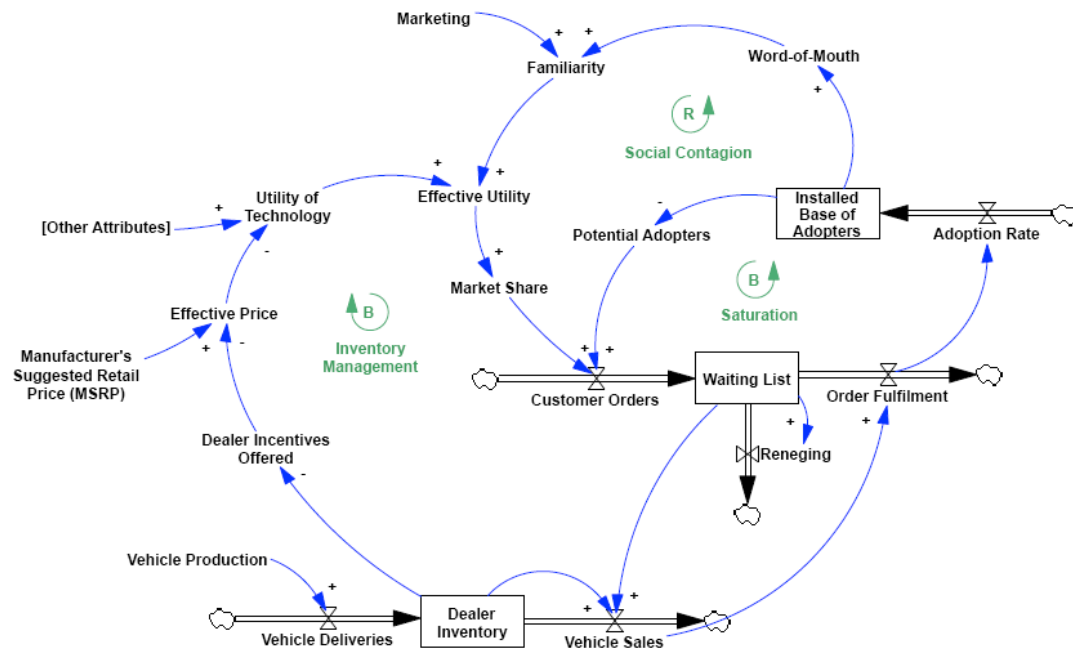 Marketing
+
+
Familiarity
Word-of-Mouth
+
R
Social Contagion
+
+
Utility of
Technology
Effective Utility
[Other Attributes]
+
-
-
Potential Adopters
Installed
Base of
Adopters
Adoption Rate
+
Market Share
B
Saturation
Effective Price
B
Inventory
Management
+
-
Manufacturer's
Suggested Retail
Price (MSRP)
+
+
Customer Orders
Waiting List
Order Fulfilment
+
+
Reneging
Dealer Incentives
Offered
-
Vehicle Production
+
Vehicle Deliveries
Dealer
Inventory
+
+
Vehicle Sales